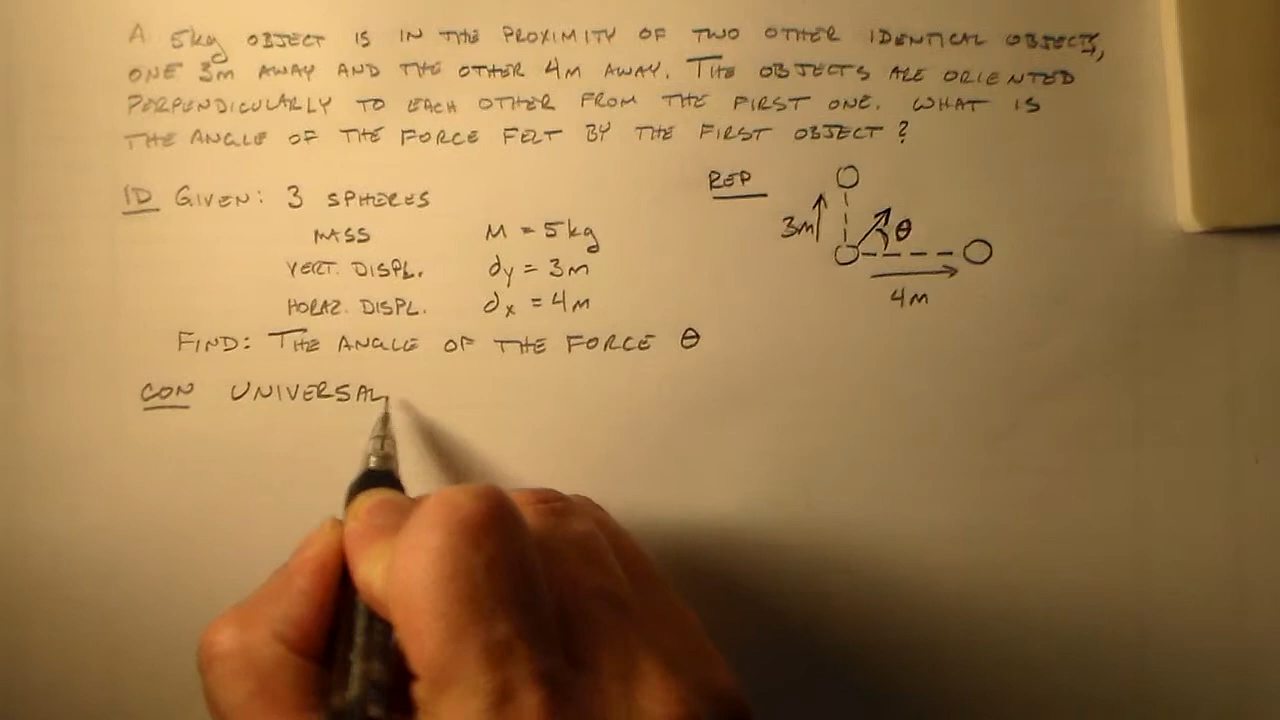 A 5kg OBJECT IS IN THE PROXIMITY OF TWO OTHER IDENTICAL OBJECTS,
ONE 3m AWAY AND THE OTHER 4m AWAY. THE OBJECTS ARE ORIENTED
PERPENDICULARLY TO EACH OTHER FROM THE FIRST ONE. WHAT IS
THE ANGLE OF THE FORCE FELT BY THE FIRST OBJECT?
ID GIVEN: 3 SPHERES
MASS M = 5kg
VERT. DISPL. dy = 3m
HORAZ. DISPL. dx = 4m
FIND: THE ANGLE OF THE FORCE θ
CON UNIVERSAL
REP
3m θ
4m